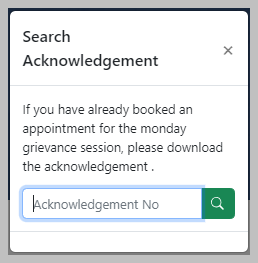 Search
Acknowledgement
×
If you have already booked an
appointment for the monday
grievance session, please download
the acknowledgement .
Acknowledgement No